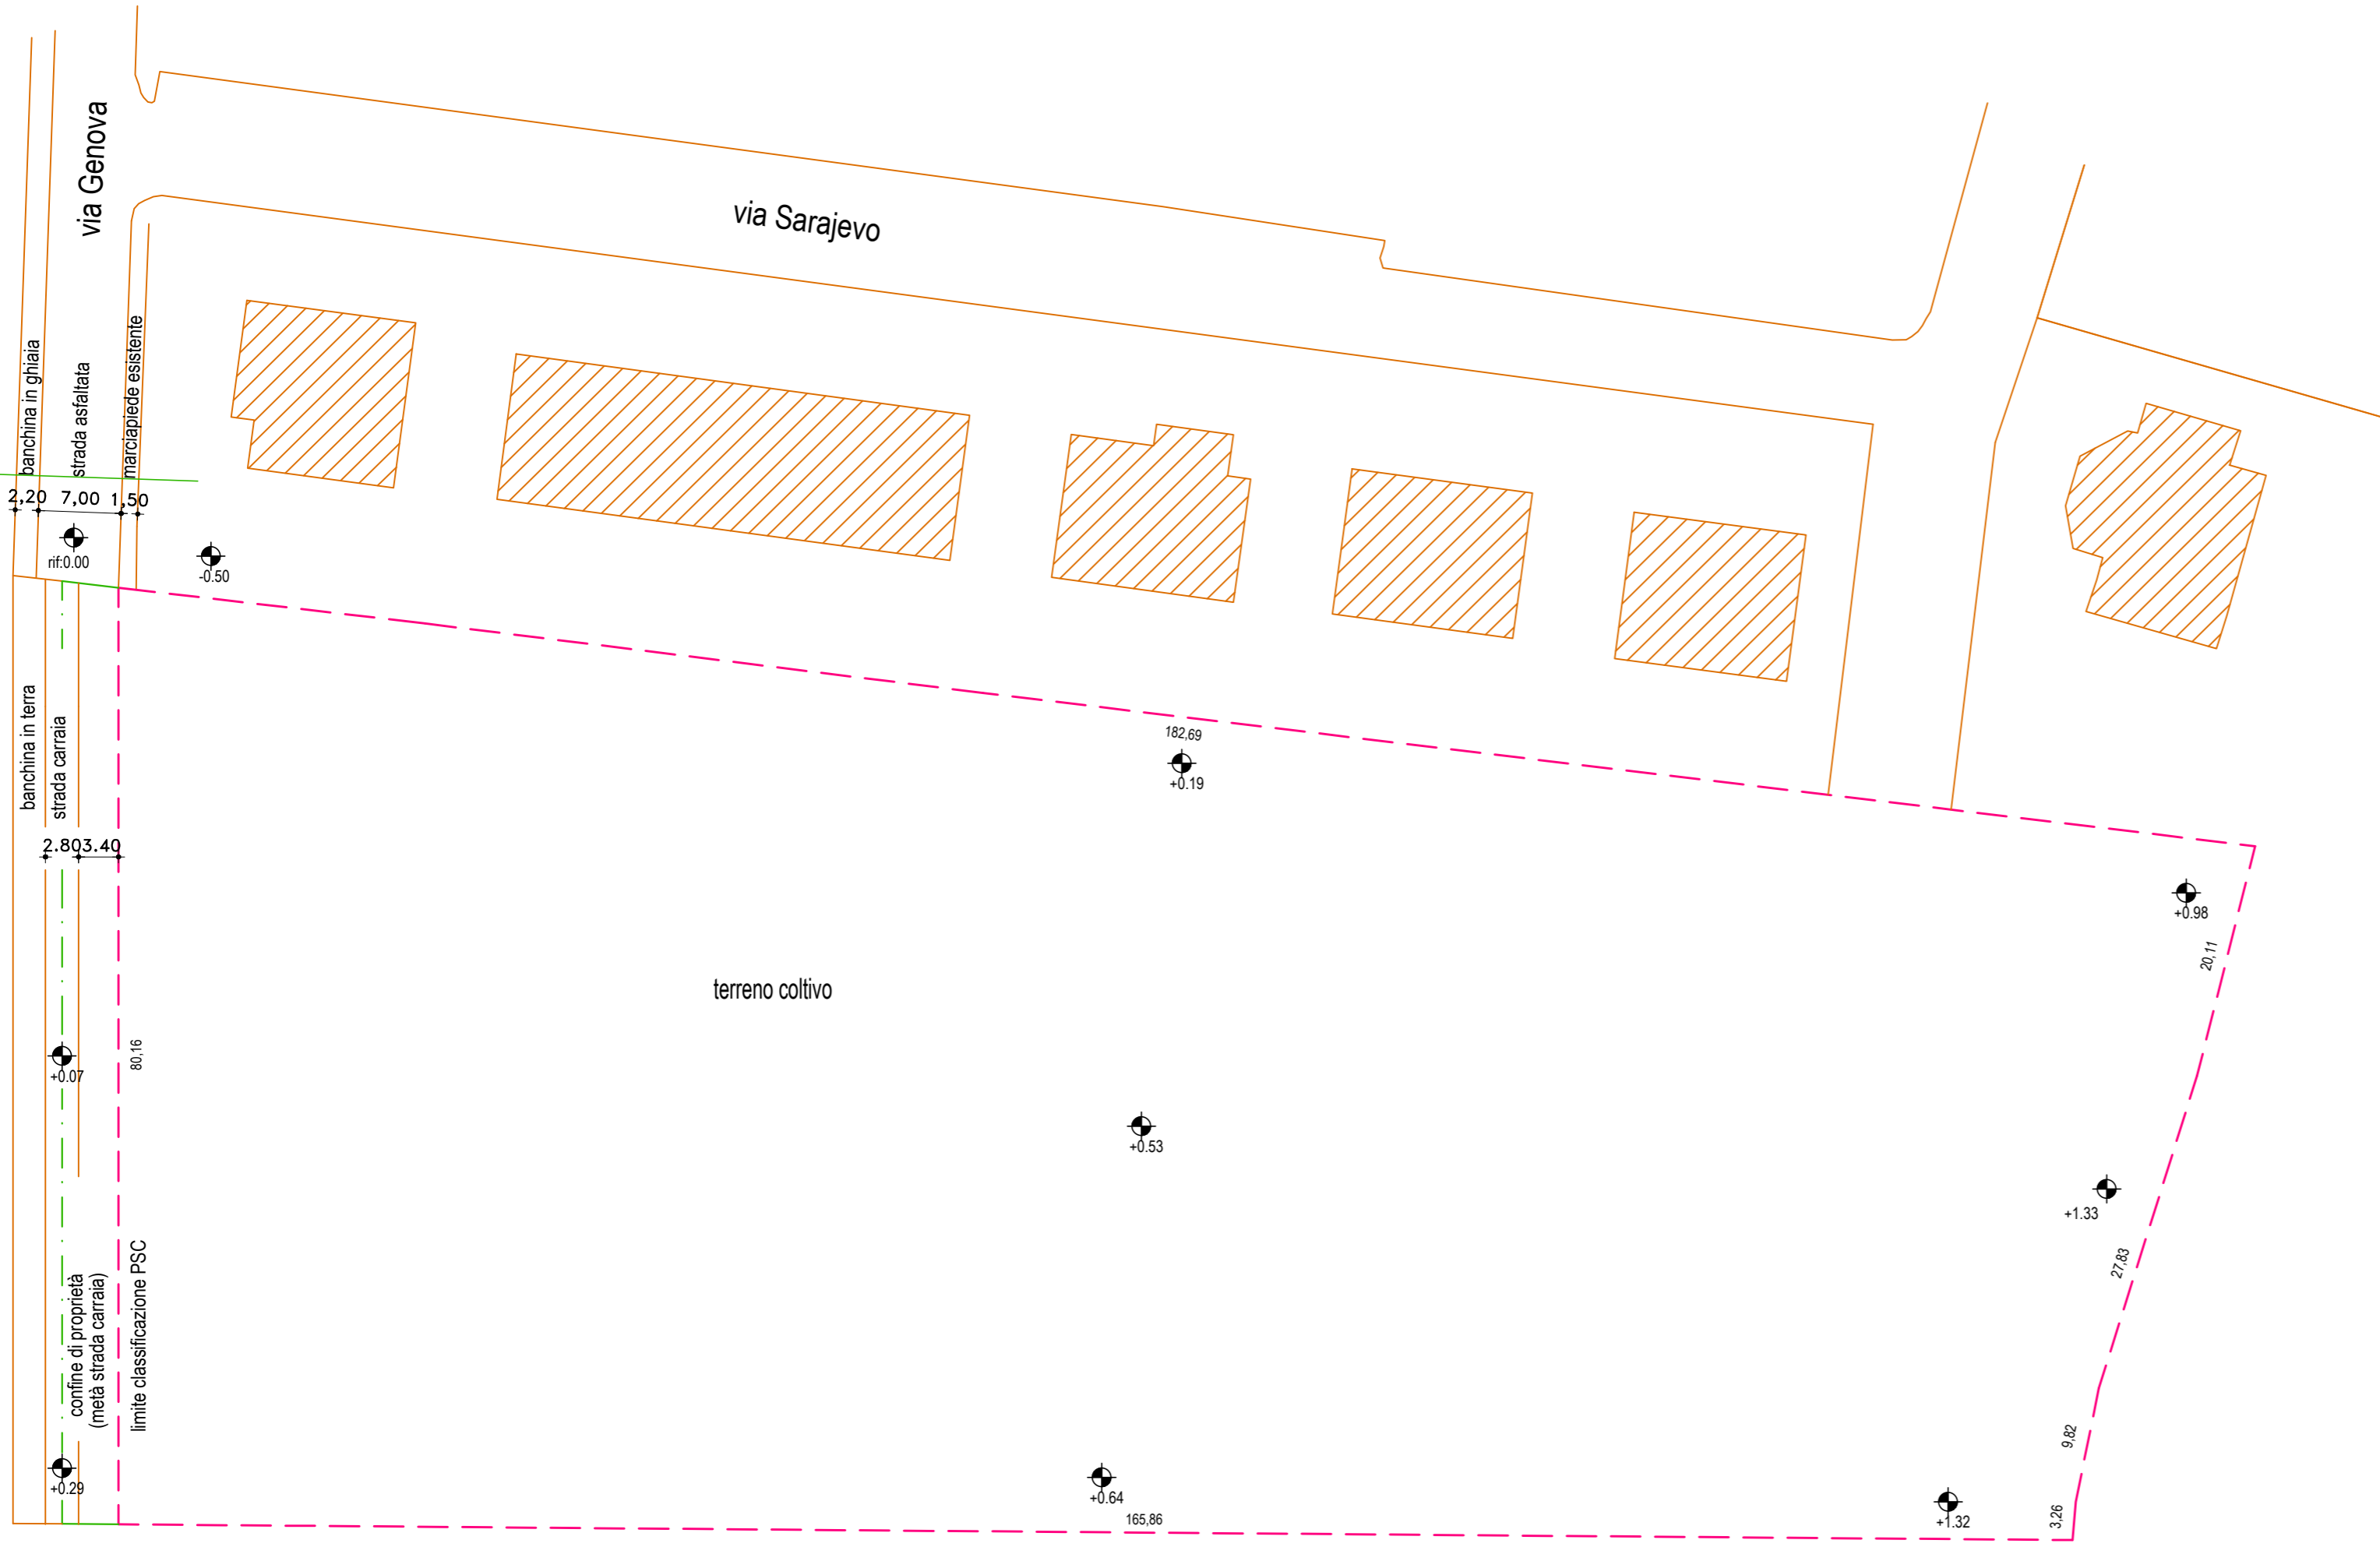 via Genova
via Sarajevo
banchina in ghiaia
strada asfaltata
marciapiede esistente
2,20 7,00 1,50
rif:0.00
-0.50
banchina in terra
strada carraia
182,69
+0.19
2.80 3.40
+0.98
20,11
terreno coltivo
80,16
+0.07
+0.53
+1.33
27,83
confine di proprietà
(metà strada carraia)
limite classificazione PSC
9,82
+0.29
+0.64
165,86
+1.32
3,26